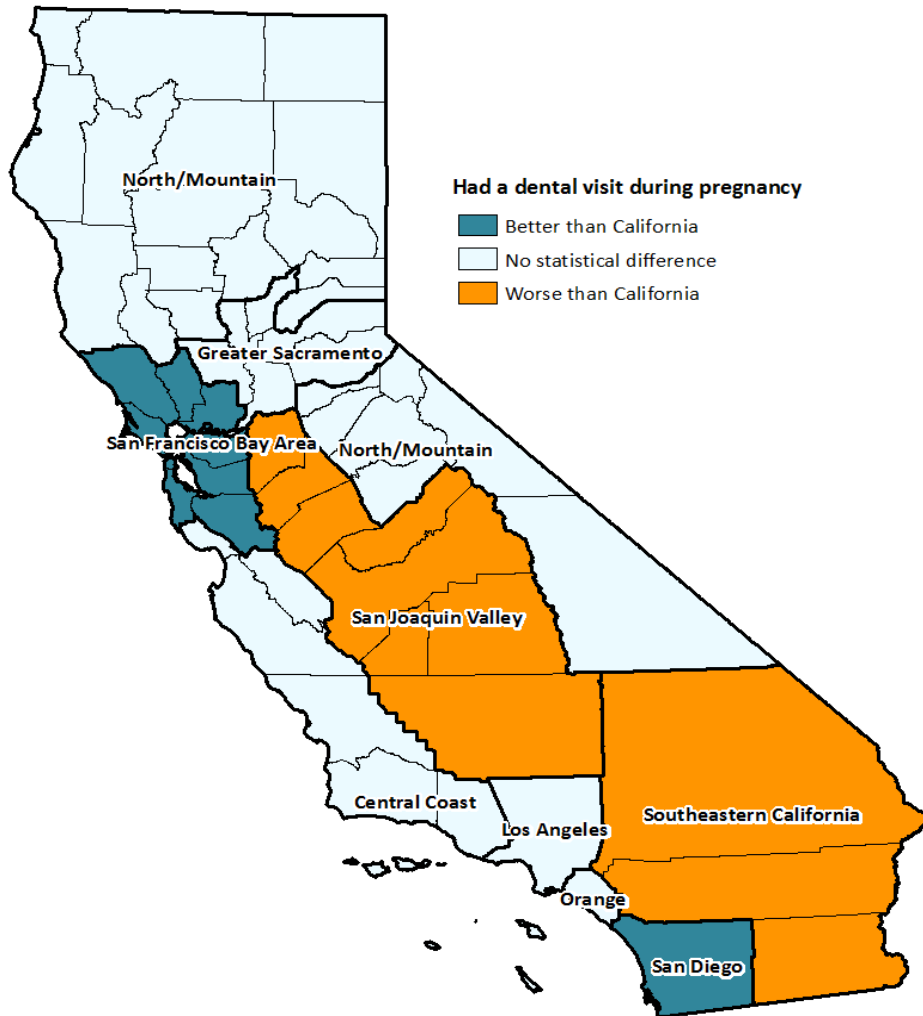 North/Mountain
Had a dental visit during pregnancy
Better than California
No statistical difference
Worse than California
Greater Sacramento
San Francisco Bay Area
North/Mountain
San Joaquin Valley
Central Coast
Los Angeles
Southeastern California
Orange
San Diego